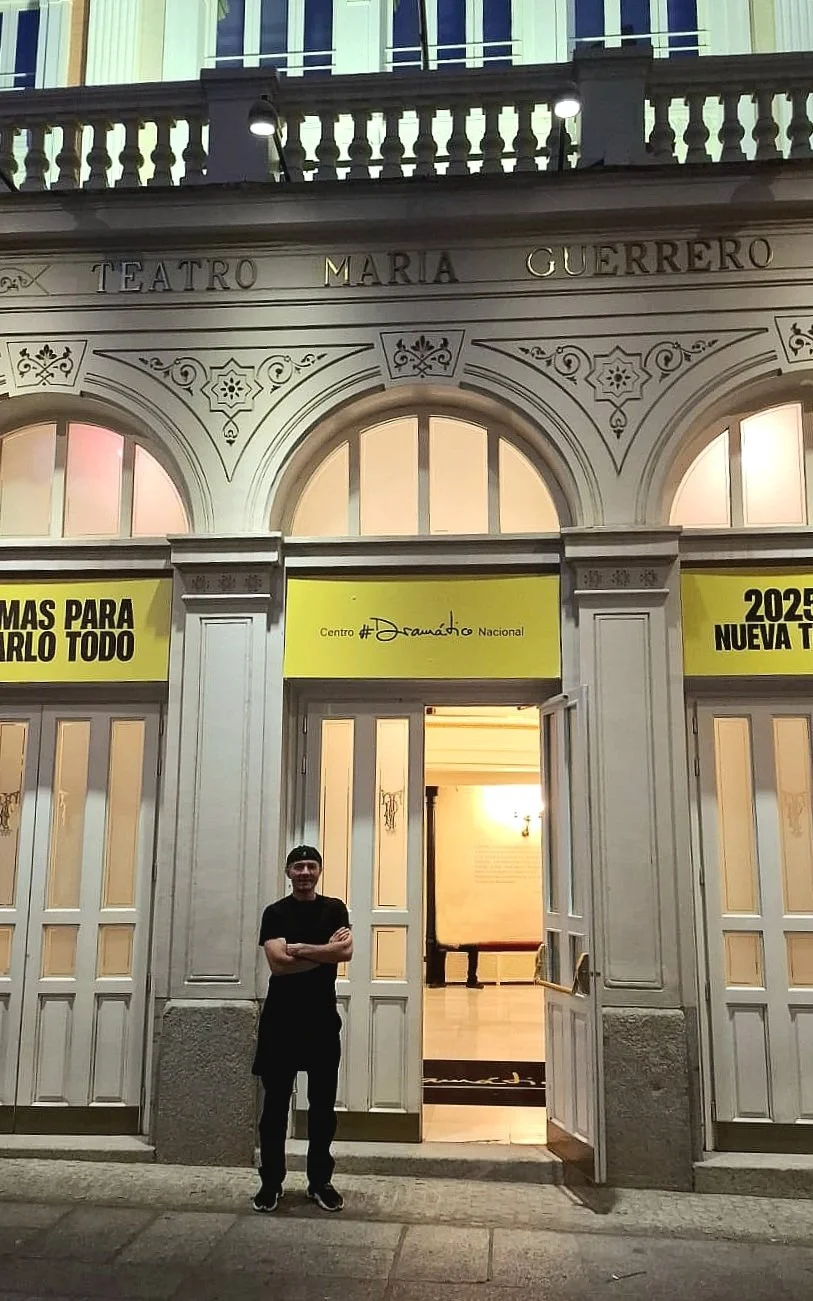 TEATRO MARIA GUERRERO
MAS PARA
ARLO TODO
Centro #Dramático Nacional
2025
NUEVA T